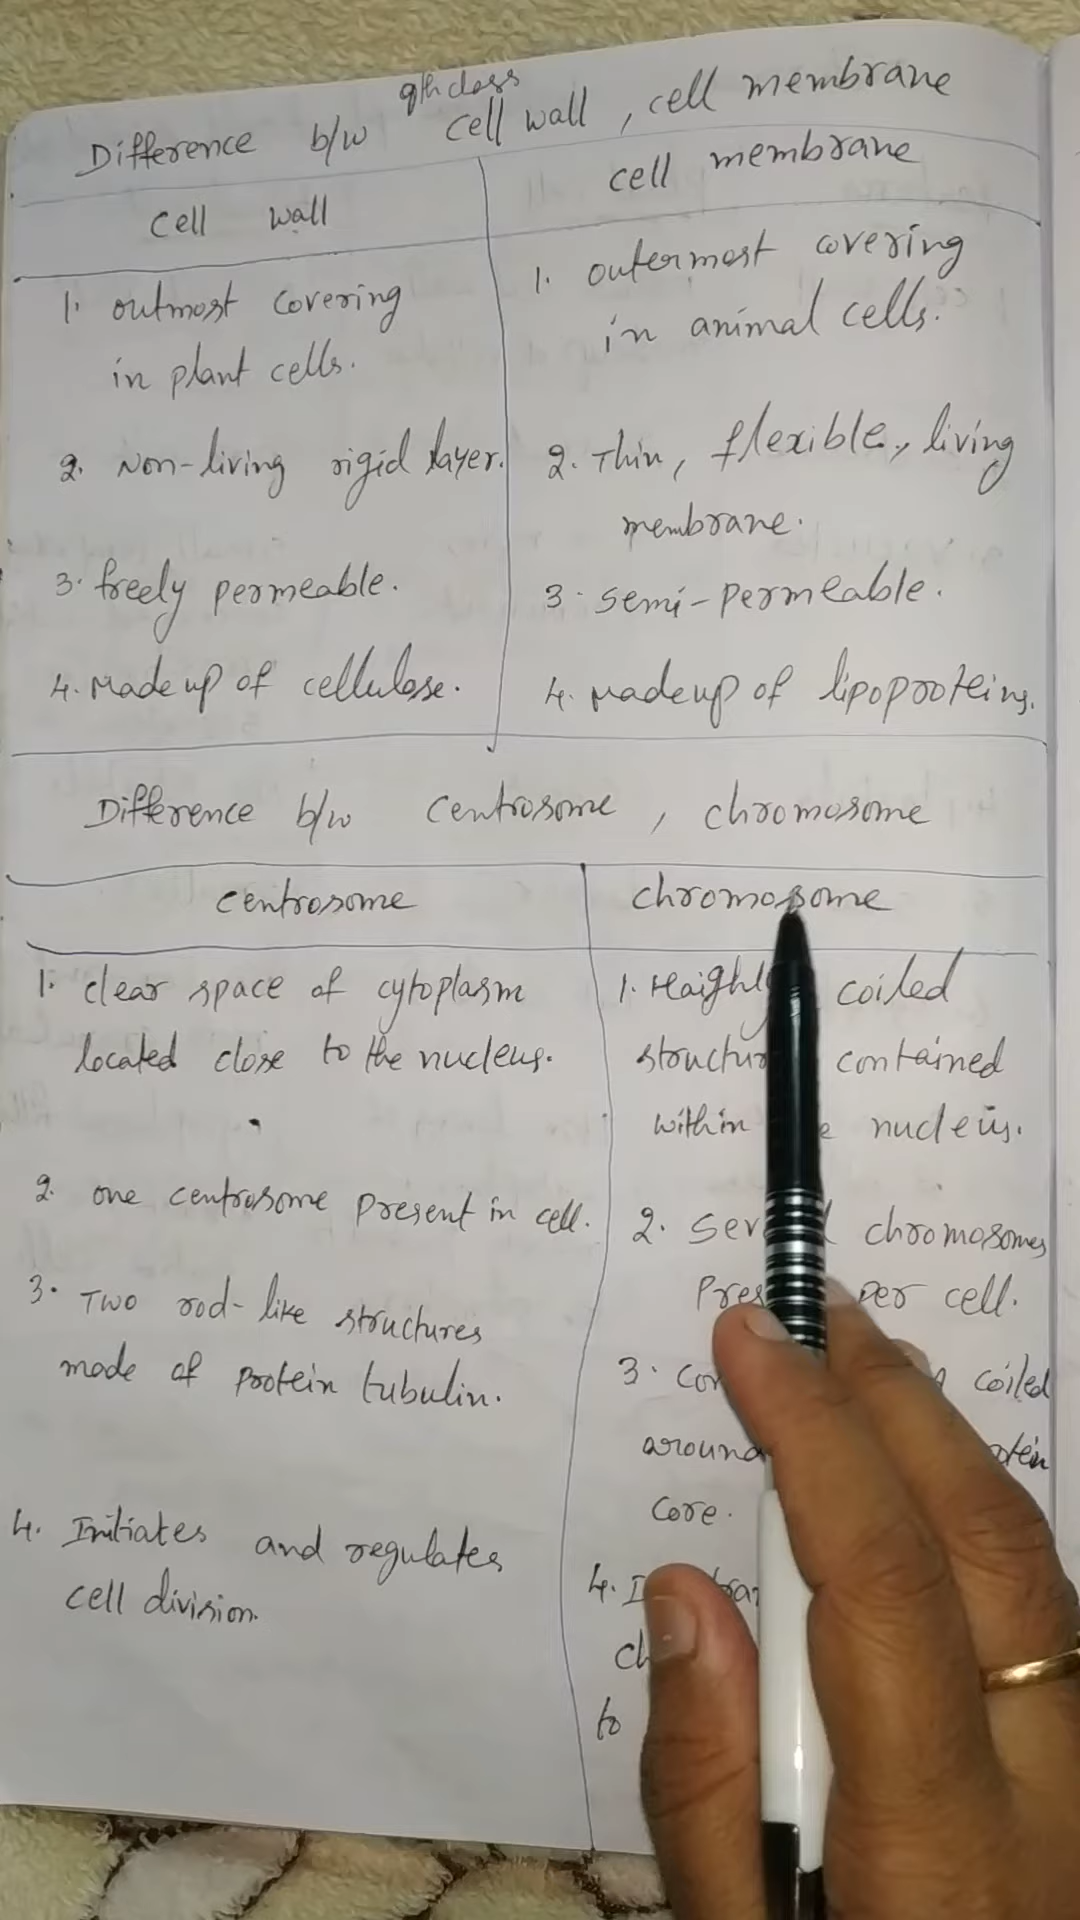 9th class
Difference b/w cell wall, cell membrane
cell wall
cell membrane
1. outmost covering
in plant cells.
2. Non-living rigid layer.
3. freely permeable.
4. Made up of cellulose.
1. outermost covering
in animal cells.
2. Thin, flexible, living
membrane.
3. semi-permeable.
4. Madeup of lipoproteins.
Difference b/w centrosome, chromosome
centrosome
chromosome
1. clear space of cytoplasm
located close to the nucleus.
2. one centrosome present in cell.
3. Two rod-like structures
made of protein tubulin.
4. Initiates and regulates
cell division.
1. Haighly coiled
contained
within nucleus.
2. chromosomes
per cell.
3. coiled
around
core.
4.
to